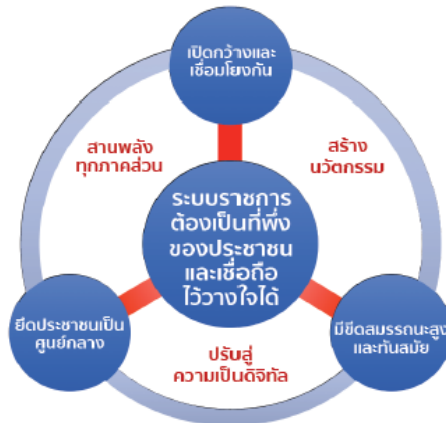 เปิดกว้างและ
เชื่อมโยงกัน
สานพลัง
ทุกภาคส่วน
สร้าง
นวัตกรรม
ระบบราชการ
ต้องเป็นที่พึ่ง
ของประชาชน
และเชื่อถือ
ไว้วางใจได้
ยึดประชาชนเป็น
ศูนย์กลาง
มีขีดสมรรถนะสูง
และทันสมัย
ปรับสู่
ความเป็นดิจิทัล